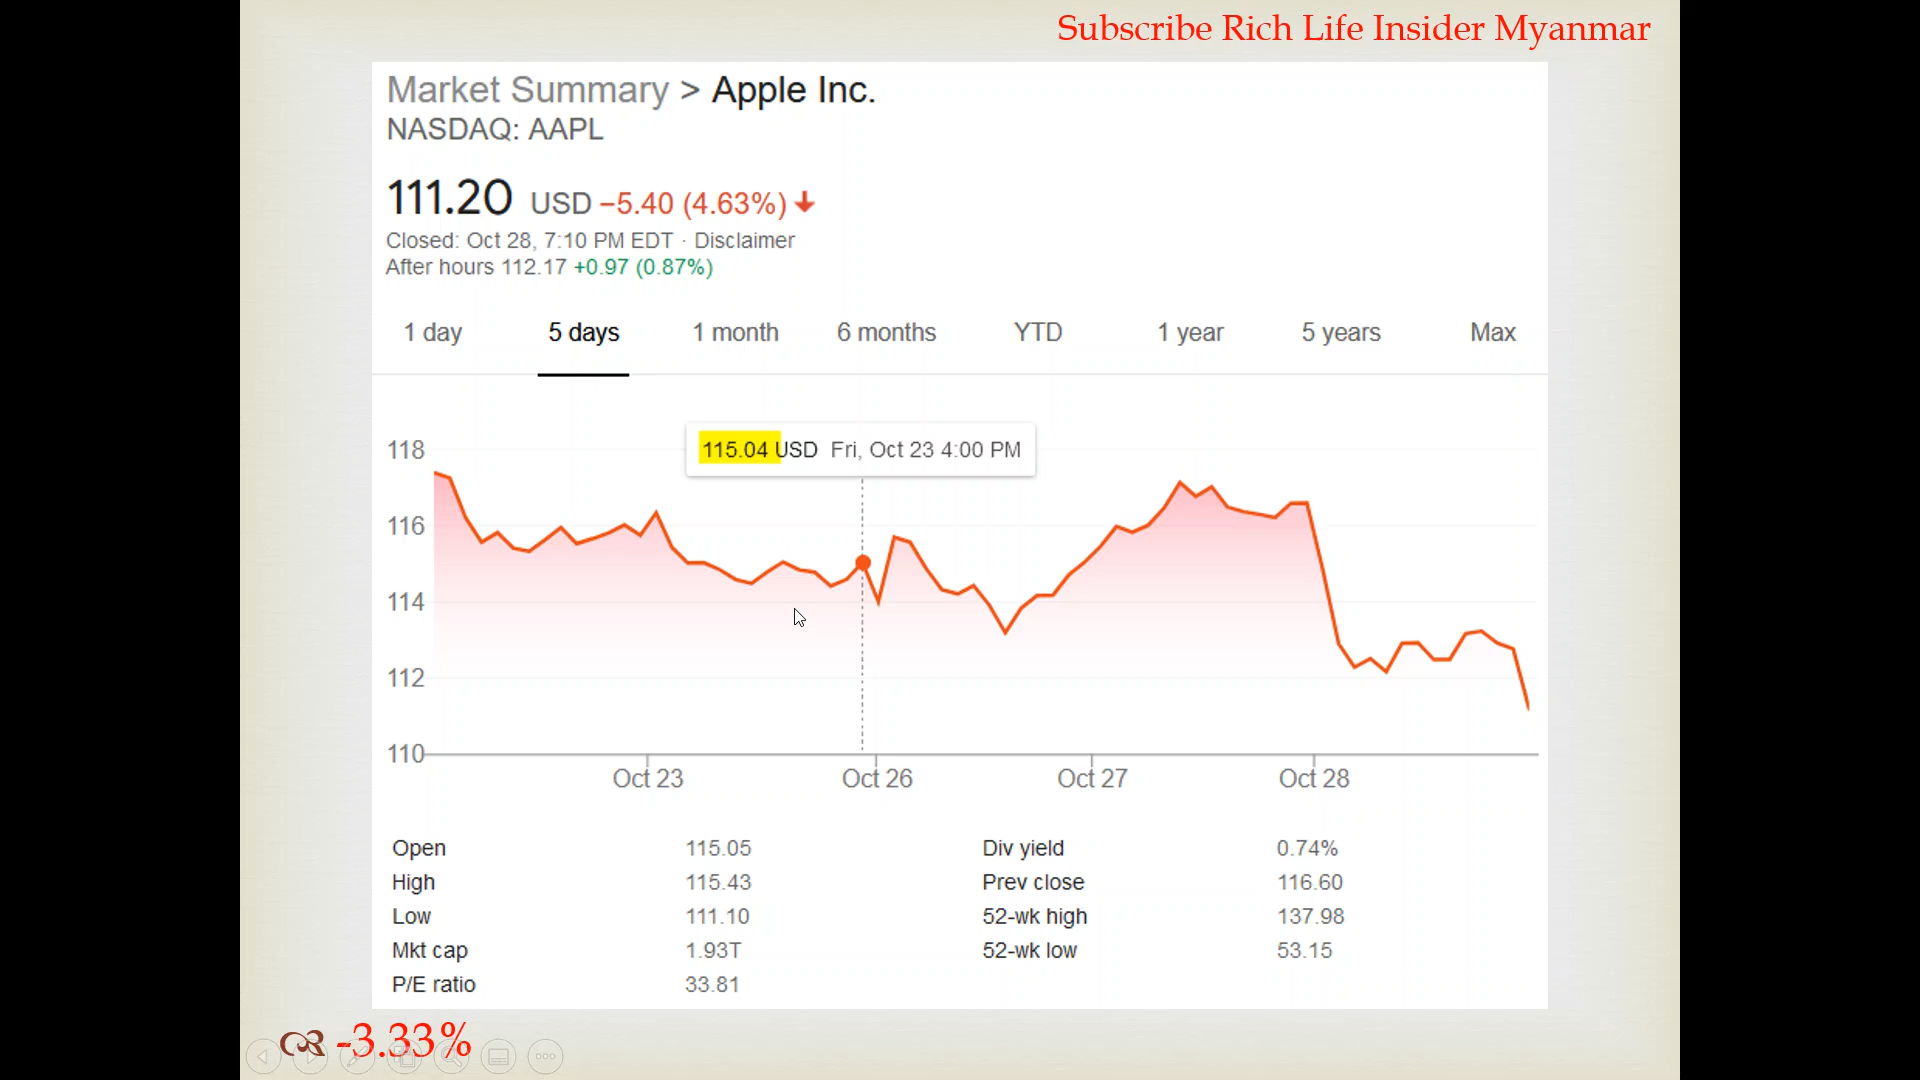 Subscribe Rich Life Insider Myanmar
Market Summary > Apple Inc.
NASDAQ: AAPL
111.20 USD −5.40 (4.63%)
Closed: Oct 28, 7:10 PM EDT · Disclaimer
After hours 112.17 +0.97 (0.87%)
1 day 5 days 1 month 6 months YTD 1 year 5 years Max
115.04 USD Fri, Oct 23 4:00 PM
118
116
114
112
110
Oct 23 Oct 26 Oct 27 Oct 28
Open 115.05 Div yield 0.74%
High 115.43 Prev close 116.60
Low 111.10 52-wk high 137.98
Mkt cap 1.93T 52-wk low 53.15
P/E ratio 33.81
-3.33%